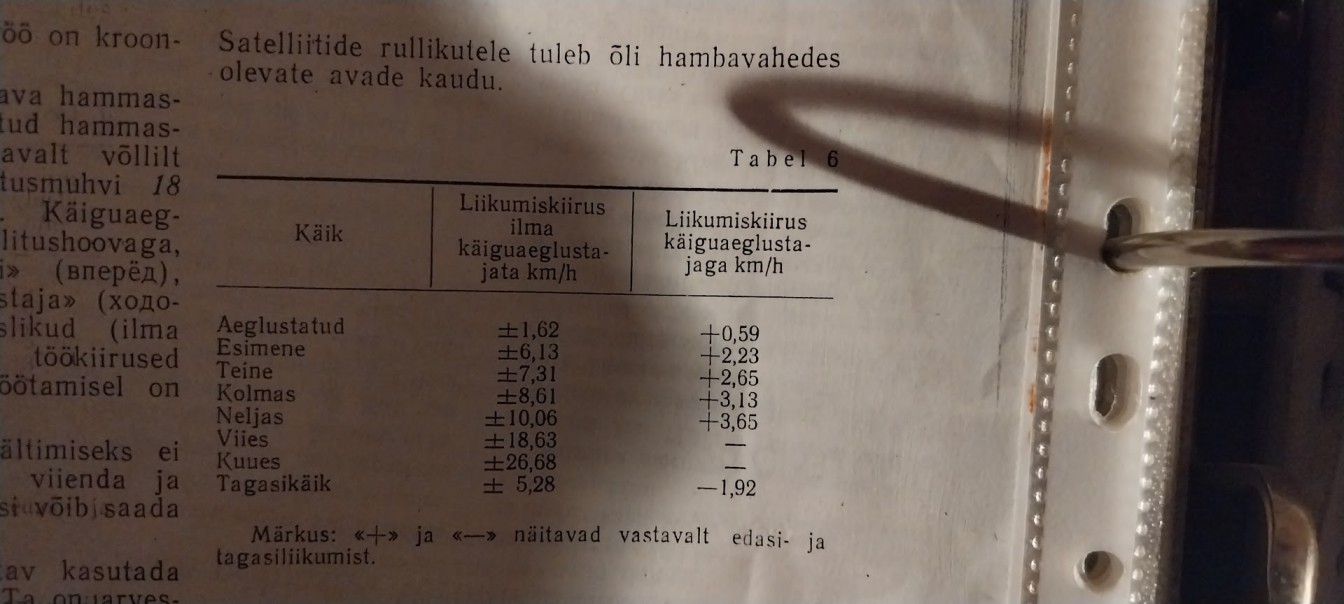 öö on kroon-
ava hammas-
tud hammas-
avalt võllilt
tusmuhvi 18
. Käiguaeg-
litushoovaga,
i» (вперёд),
staja» (ходо-
slikud (ilma
töökiirused
öötamisel on
ältimiseks ei
viienda ja
võib saada
tav kasutada
Satelliitide rullikutele tuleb õli hambavahedes
olevate avade kaudu.
Tabel 6
Käik
Liikumiskiirus
ilma
käiguaeglusta-
jata km/h
Liikumiskiirus
käiguaeglusta-
jaga km/h
Aeglustatud ±1,62 +0,59
Esimene ±6,13 +2,23
Teine ±7,31 +2,65
Kolmas ±8,61 +3,13
Neljas ±10,06 +3,65
Viies ±18,63 —
Kuues ±26,68 —
Tagasikäik ± 5,28 —1,92
Märkus: «+» ja «—» näitavad vastavalt edasi- ja
tagasiliikumist.